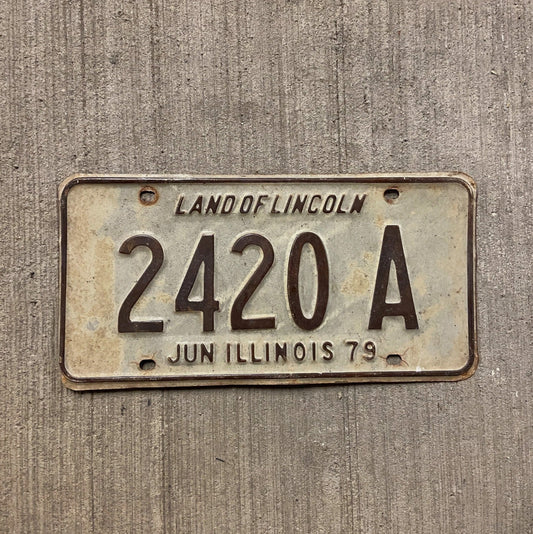 LAND OF LINCOLN
2420 A
JUN ILLINOIS 79